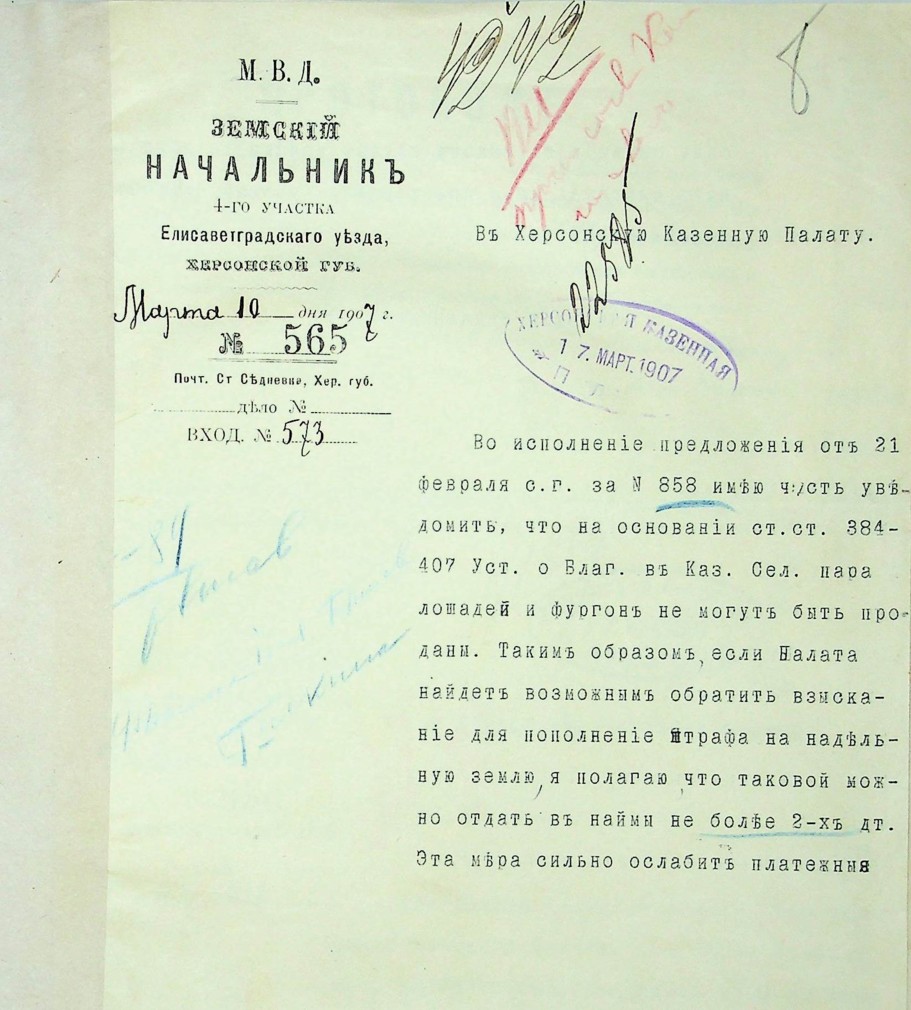 М. В. Д.
ЗЕМСКІЙ
НАЧАЛЬНИКЪ
4-ГО УЧАСТКА
Елисаветградскаго уѣзда,
ХЕРСОНСКОЙ ГУБ.
Марта 10 дня 1907 г.
№ 565
Почт. Ст Сѣдневка, Хер. губ.
дѣло №
ВХОД. № 573
8
Въ Херсонскую Казенную Палату.
ХЕРСОНСКАЯ КАЗЕННАЯ
17. МАРТ. 1907
Во исполненіе предложенія отъ 21
февраля с.г. за N 858 имѣю честь увѣ-
домить, что на основаніи ст.ст. 384-
407 Уст. о Благ. въ Каз. Сел. пара
лошадей и фургонъ не могутъ быть про-
даны. Такимъ образомъ, если Палата
найдетъ возможнымъ обратить взыска-
ніе для пополненіе штрафа на надѣль-
ную землю, я полагаю, что таковой мож-
но отдать въ наймы не болѣе 2-хъ дт.
Эта мѣра сильно ослабитъ платежныя